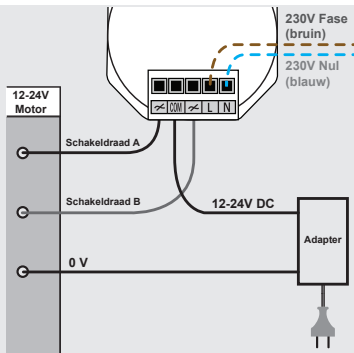 230V Fase
(bruin)
230V Nul
(blauw)
12-24V
Motor
COM L N
Schakeldraad A
Schakeldraad B
12-24V DC
Adapter
0 V